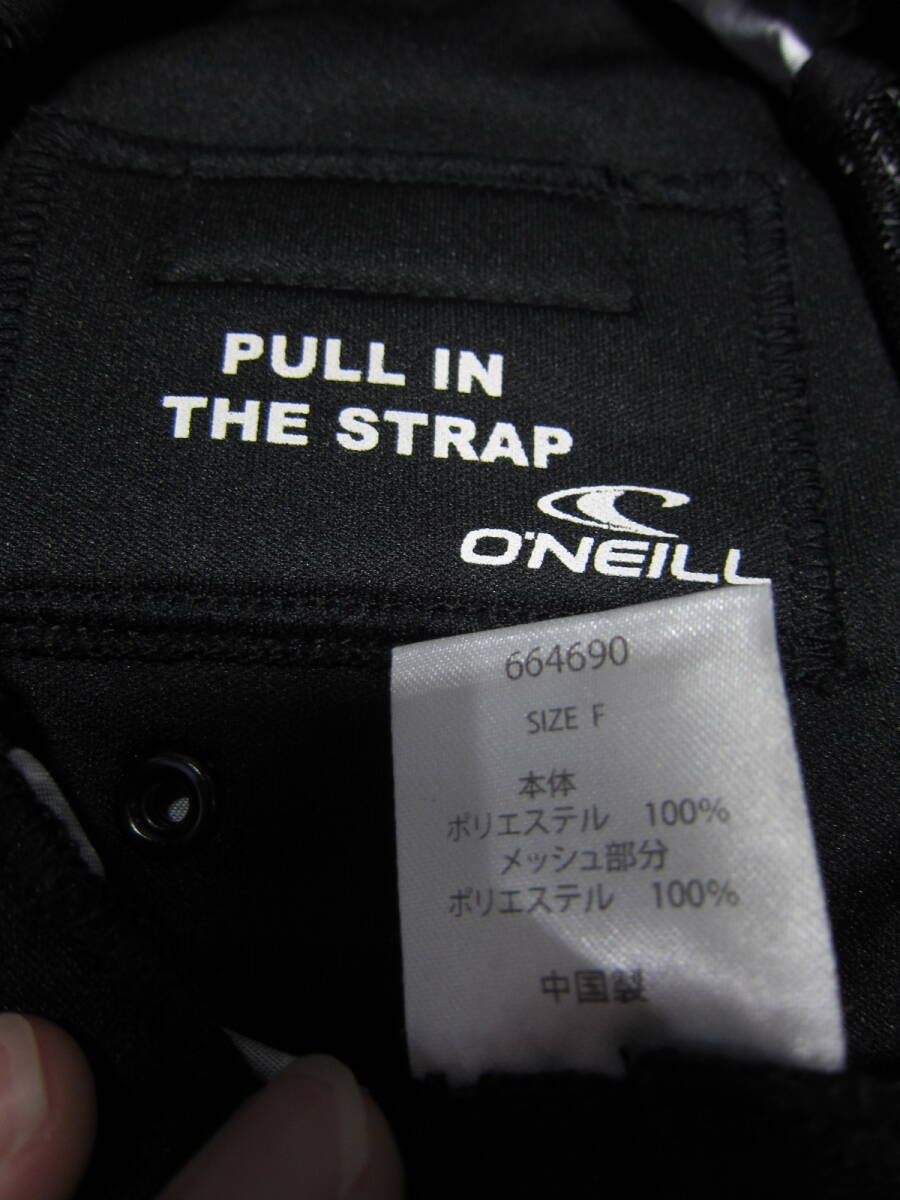 PULL IN
THE STRAP
O'NEILL
664690
SIZE F
本体
ポリエステル 100%
メッシュ部分
ポリエステル 100%
中国製